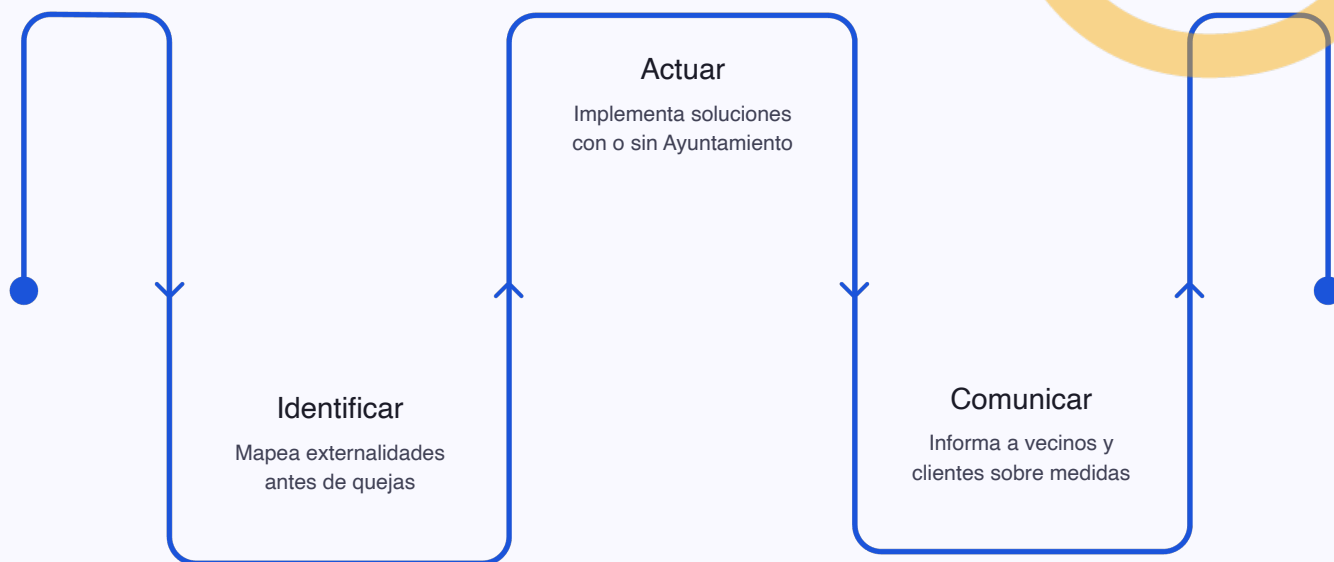 Identificar
Mapea externalidades
antes de quejas
Actuar
Implementa soluciones
con o sin Ayuntamiento
Comunicar
Informa a vecinos y
clientes sobre medidas